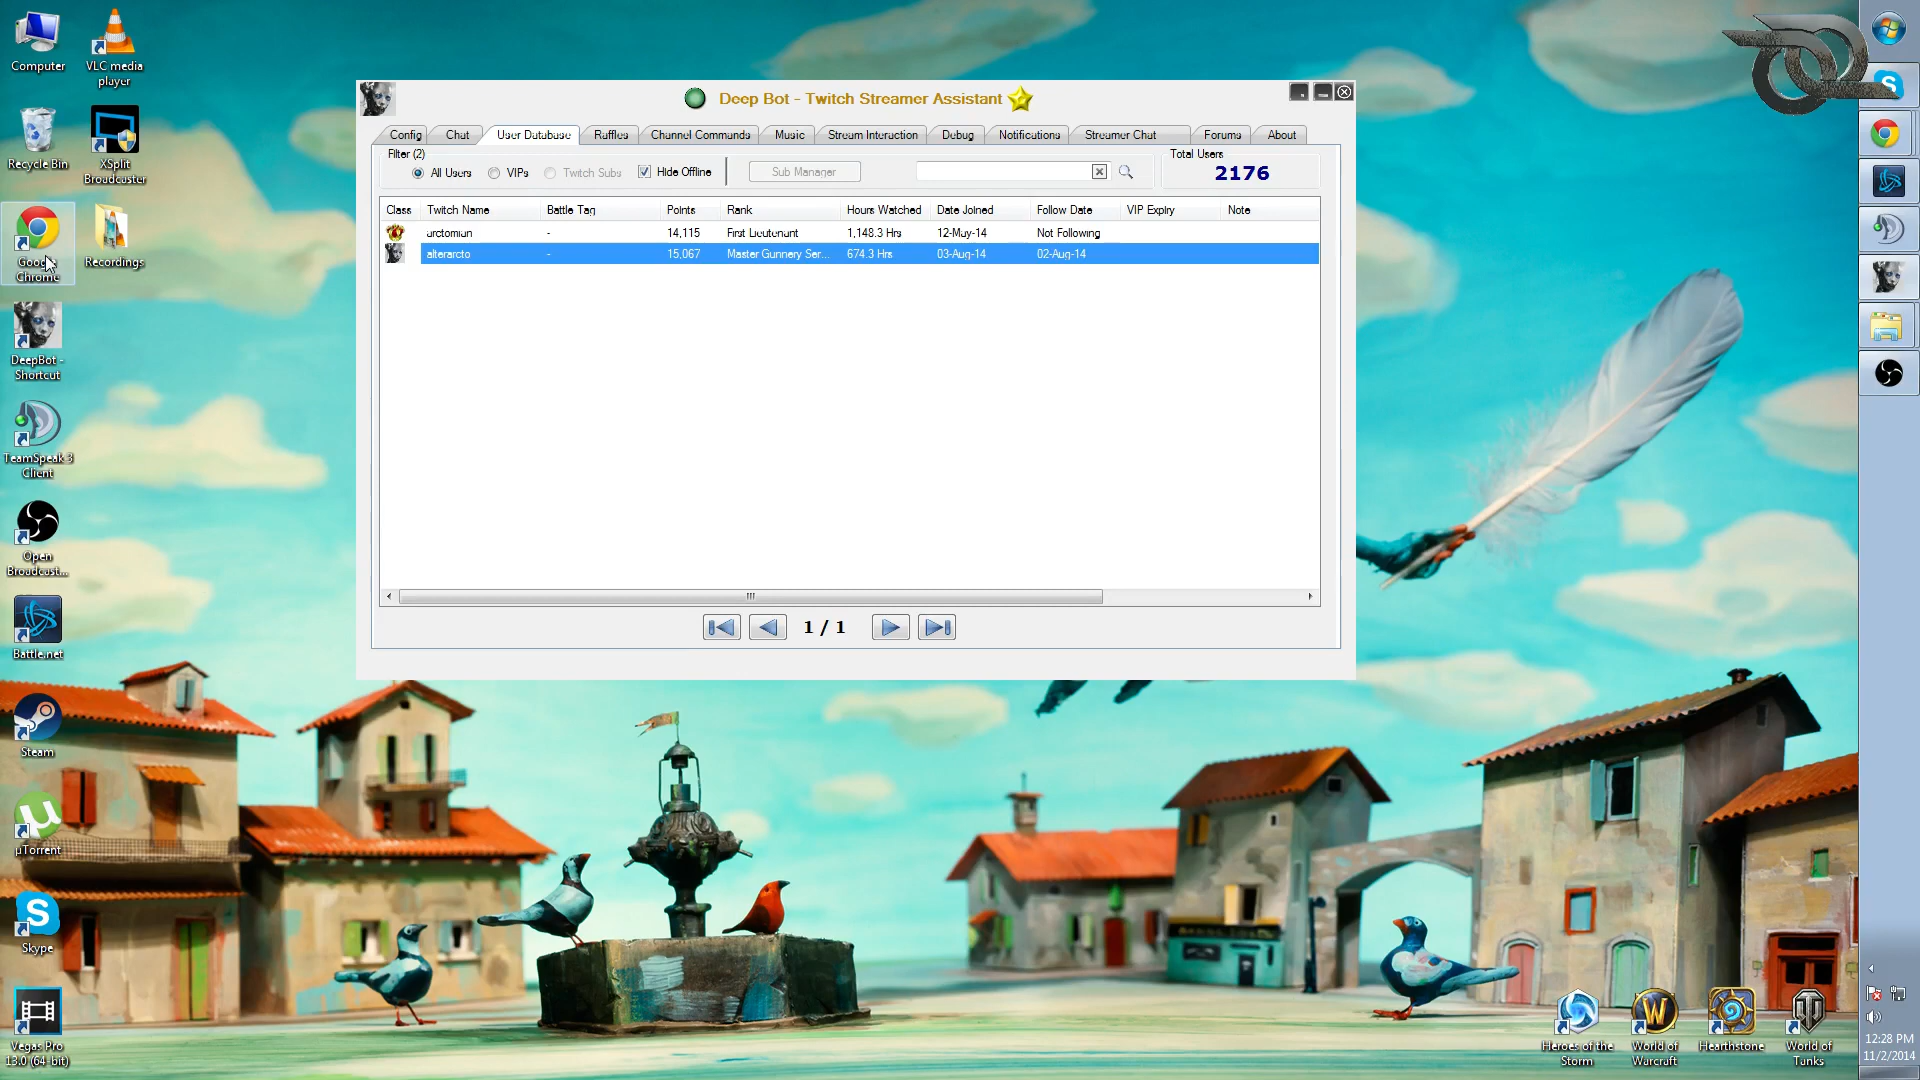 Computer
VLC media
player
Recycle Bin
XSplit
Broadcaster
Google
Chrome
Recordings
DeepBot -
Shortcut
TeamSpeak 3
Client
Open
Broadcast...
Battle.net
Steam
µTorrent
Skype
Vegas Pro
13.0 (64-bit)
Deep Bot - Twitch Streamer Assistant
Config Chat User Database Raffles Channel Commands Music Stream Interaction Debug Notifications Streamer Chat Forums About
Filter (2)
All Users VIPs Twitch Subs Hide Offline Sub Manager
Total Users
2176
Class Twitch Name Battle Tag Points Rank Hours Watched Date Joined Follow Date VIP Expiry Note
arctomian - 14,115 First Lieutenant 1,148.3 Hrs 12-May-14 Not Following
alterarcto - 15,067 Master Gunnery Ser... 674.3 Hrs 03-Aug-14 02-Aug-14
1 / 1
Heroes of the
Storm
World of
Warcraft
Hearthstone
World of
Tanks
12:28 PM
11/2/2014